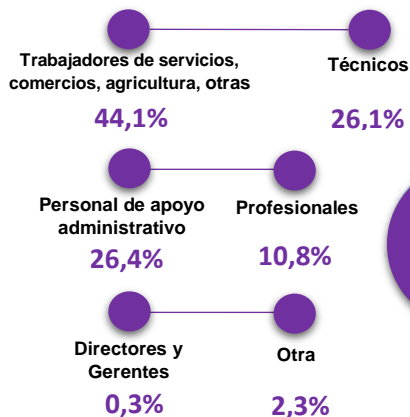 Trabajadores de servicios,
comercios, agricultura, otras
44,1%
Técnicos
26,1%
Personal de apoyo
administrativo
26,4%
Profesionales
10,8%
Directores y
Gerentes
0,3%
Otra
2,3%